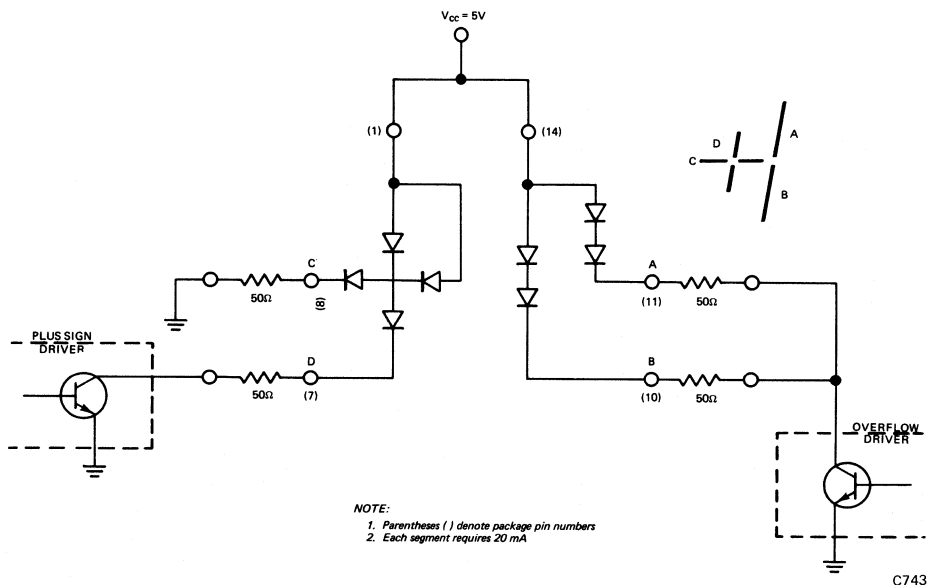 VCC = 5V
(1)
(14)
A
D
C
B
C
50Ω
(8)
A
(11)
50Ω
PLUS SIGN
DRIVER
D
50Ω
(7)
B
(10)
50Ω
OVERFLOW
DRIVER
NOTE:
1. Parentheses ( ) denote package pin numbers
2. Each segment requires 20 mA
C743